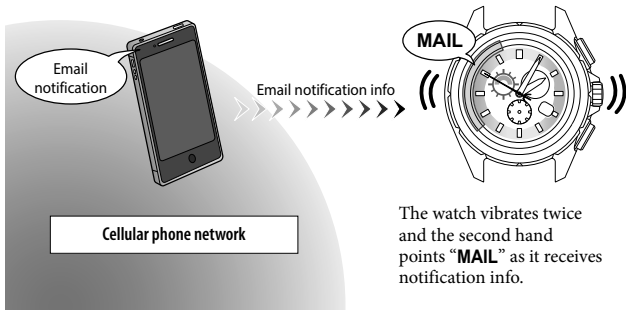 Email
notification
MAIL
Email notification info
Cellular phone network
The watch vibrates twice
and the second hand
points “MAIL” as it receives
notification info.